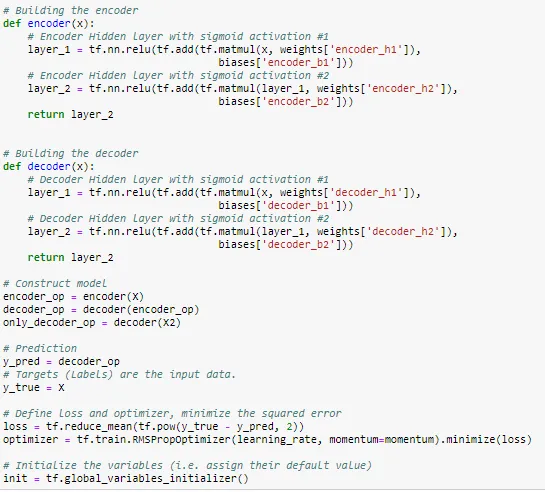 # Building the encoder
def encoder(x):
    # Encoder Hidden layer with sigmoid activation #1
    layer_1 = tf.nn.relu(tf.add(tf.matmul(x, weights['encoder_h1']),
                                   biases['encoder_b1']))
    # Encoder Hidden layer with sigmoid activation #2
    layer_2 = tf.nn.relu(tf.add(tf.matmul(layer_1, weights['encoder_h2']),
                                   biases['encoder_b2']))
    return layer_2
# Building the decoder
def decoder(x):
    # Decoder Hidden layer with sigmoid activation #1
    layer_1 = tf.nn.relu(tf.add(tf.matmul(x, weights['decoder_h1']),
                                   biases['decoder_b1']))
    # Decoder Hidden layer with sigmoid activation #2
    layer_2 = tf.nn.relu(tf.add(tf.matmul(layer_1, weights['decoder_h2']),
                                   biases['decoder_b2']))
    return layer_2
# Construct model
encoder_op = encoder(X)
decoder_op = decoder(encoder_op)
only_decoder_op = decoder(X2)
# Prediction
y_pred = decoder_op
# Targets (Labels) are the input data.
y_true = X
# Define loss and optimizer, minimize the squared error
loss = tf.reduce_mean(tf.pow(y_true - y_pred, 2))
optimizer = tf.train.RMSPropOptimizer(learning_rate, momentum=momentum).minimize(loss)
# Initialize the variables (i.e. assign their default value)
init = tf.global_variables_initializer()